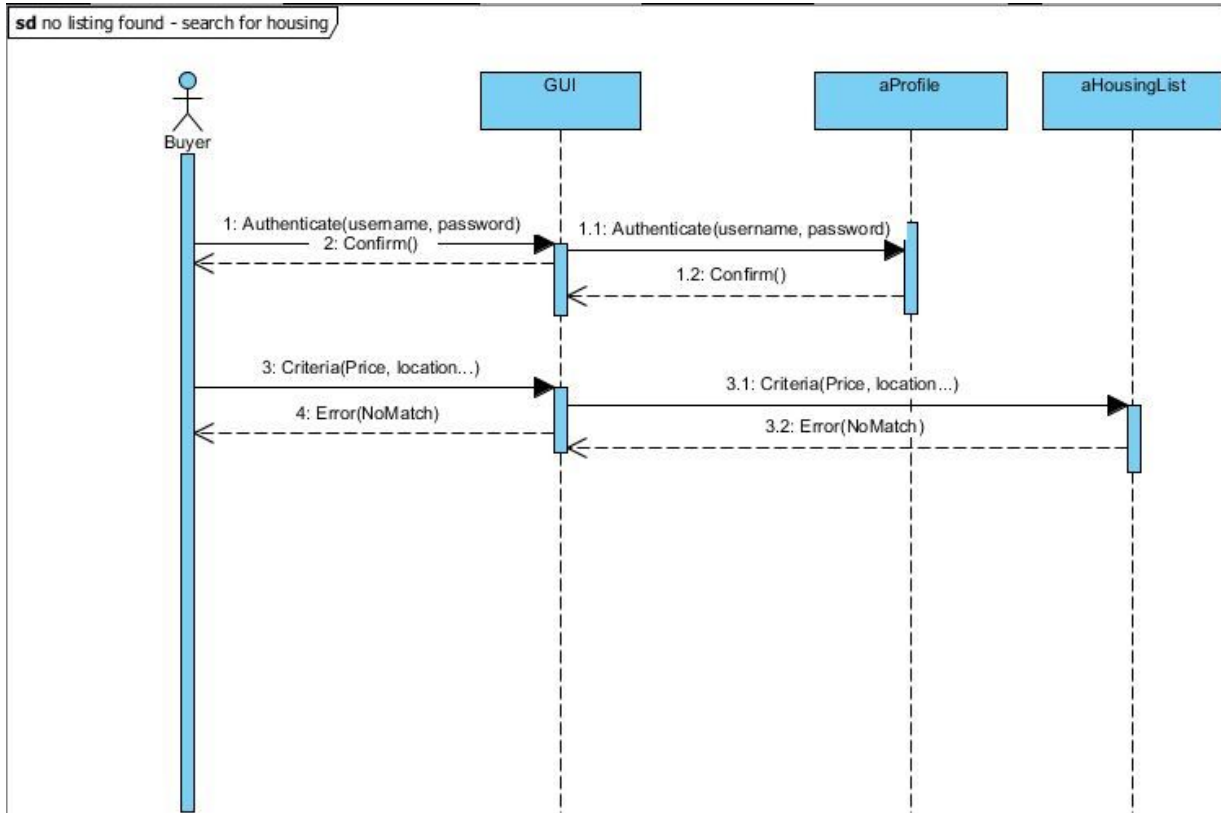 sd no listing found - search for housing
Buyer
GUI
aProfile
aHousingList
1: Authenticate(username, password)
1.1: Authenticate(username, password)
2: Confirm()
1.2: Confirm()
3: Criteria(Price, location...)
3.1: Criteria(Price, location...)
4: Error(NoMatch)
3.2: Error(NoMatch)